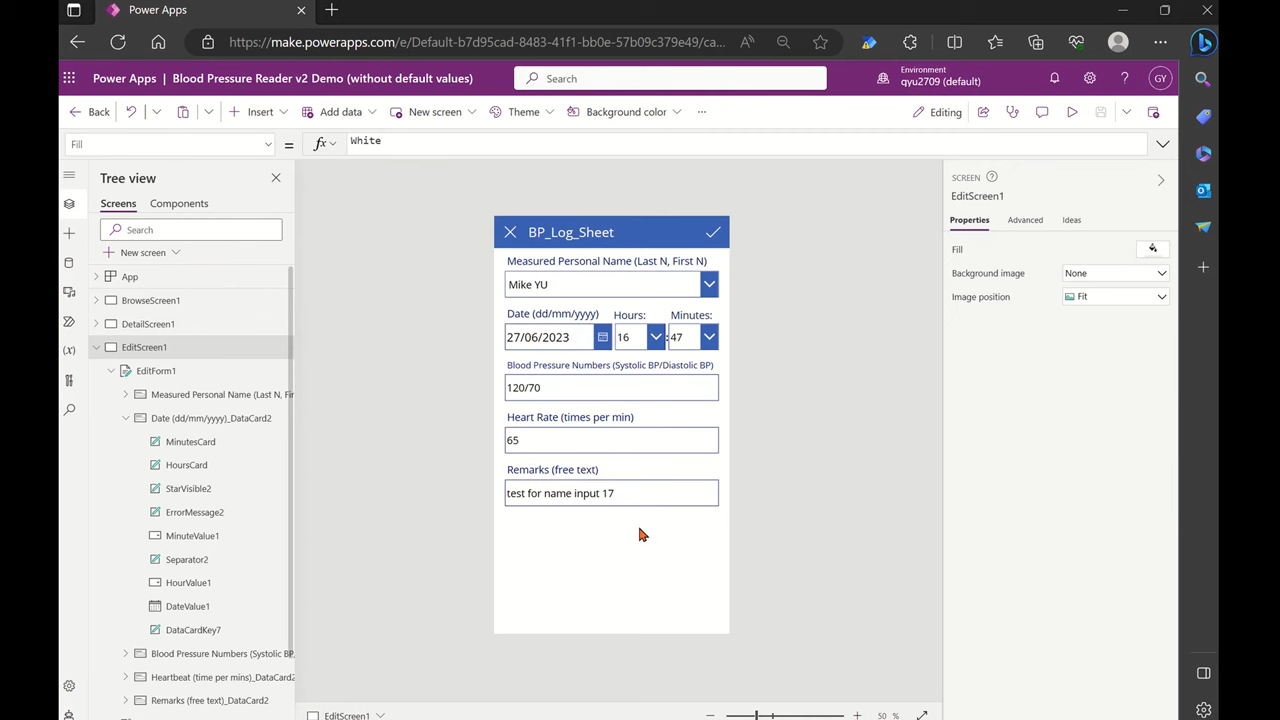 Power Apps
https://make.powerapps.com/e/Default-b7d95cad-8483-41f1-bb0e-57b09c379e49/ca...
Power Apps | Blood Pressure Reader v2 Demo (without default values)
Search
Environment
qyu2709 (default)
GY
Back
Insert
Add data
New screen
Theme
Background color
...
Editing
Fill
=
fx
White
Tree view
Screens
Components
Search
New screen
App
BrowseScreen1
DetailScreen1
EditScreen1
EditForm1
Measured Personal Name (Last N, Fir
Date (dd/mm/yyyy)_DataCard2
MinutesCard
HoursCard
StarVisible2
ErrorMessage2
MinuteValue1
Separator2
HourValue1
DateValue1
DataCardKey7
Blood Pressure Numbers (Systolic BP,
Heartbeat (time per mins)_DataCard2
Remarks (free text)_DataCard2
BP_Log_Sheet
Measured Personal Name (Last N, First N)
Mike YU
Date (dd/mm/yyyy)
Hours:
Minutes:
27/06/2023
16
:
47
Blood Pressure Numbers (Systolic BP/Diastolic BP)
120/70
Heart Rate (times per min)
65
Remarks (free text)
test for name input 17
SCREEN
EditScreen1
Properties
Advanced
Ideas
Fill
Background image
None
Image position
Fit
EditScreen1
50 %